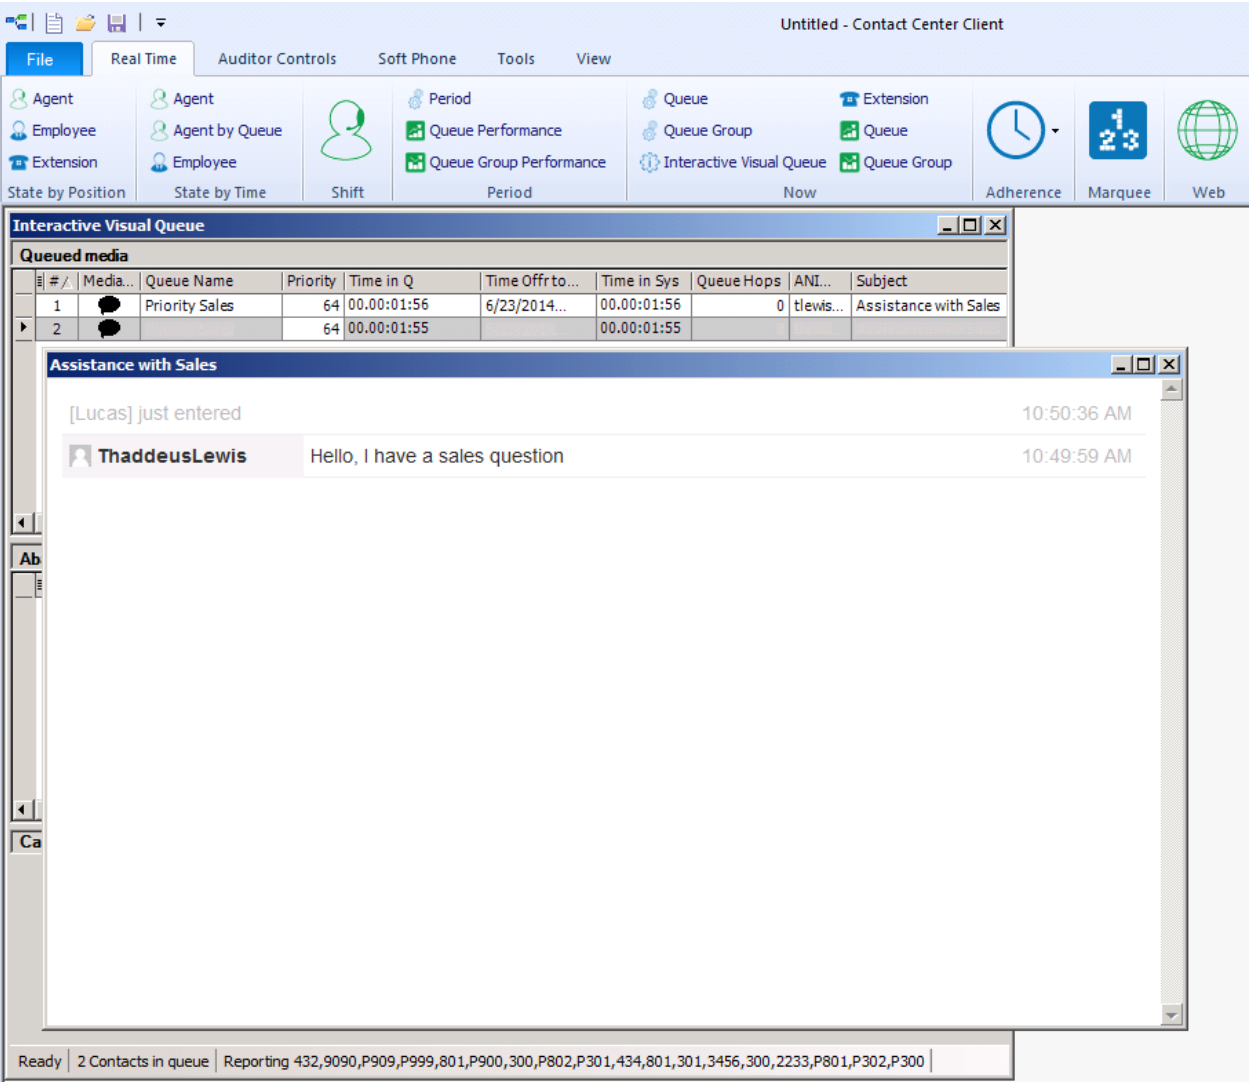 Untitled - Contact Center Client
File Real Time Auditor Controls Soft Phone Tools View
Agent Agent Period Queue Extension
Employee Agent by Queue Queue Performance Queue Group Queue
Extension Employee Queue Group Performance Interactive Visual Queue Queue Group
State by Position State by Time Shift Period Now Adherence Marquee Web
Interactive Visual Queue
Queued media
# Media... Queue Name Priority Time in Q Time Offr to... Time in Sys Queue Hops ANI... Subject
1 Priority Sales 64 00.00:01:56 6/23/2014... 00.00:01:56 0 tlewis... Assistance with Sales
2 64 00.00:01:55 00.00:01:55
Assistance with Sales
[Lucas] just entered 10:50:36 AM
ThaddeusLewis Hello, I have a sales question 10:49:59 AM
Ab
Ca
Ready 2 Contacts in queue Reporting 432,9090,P909,P999,801,P900,300,P802,P301,434,801,301,3456,300,2233,P801,P302,P300